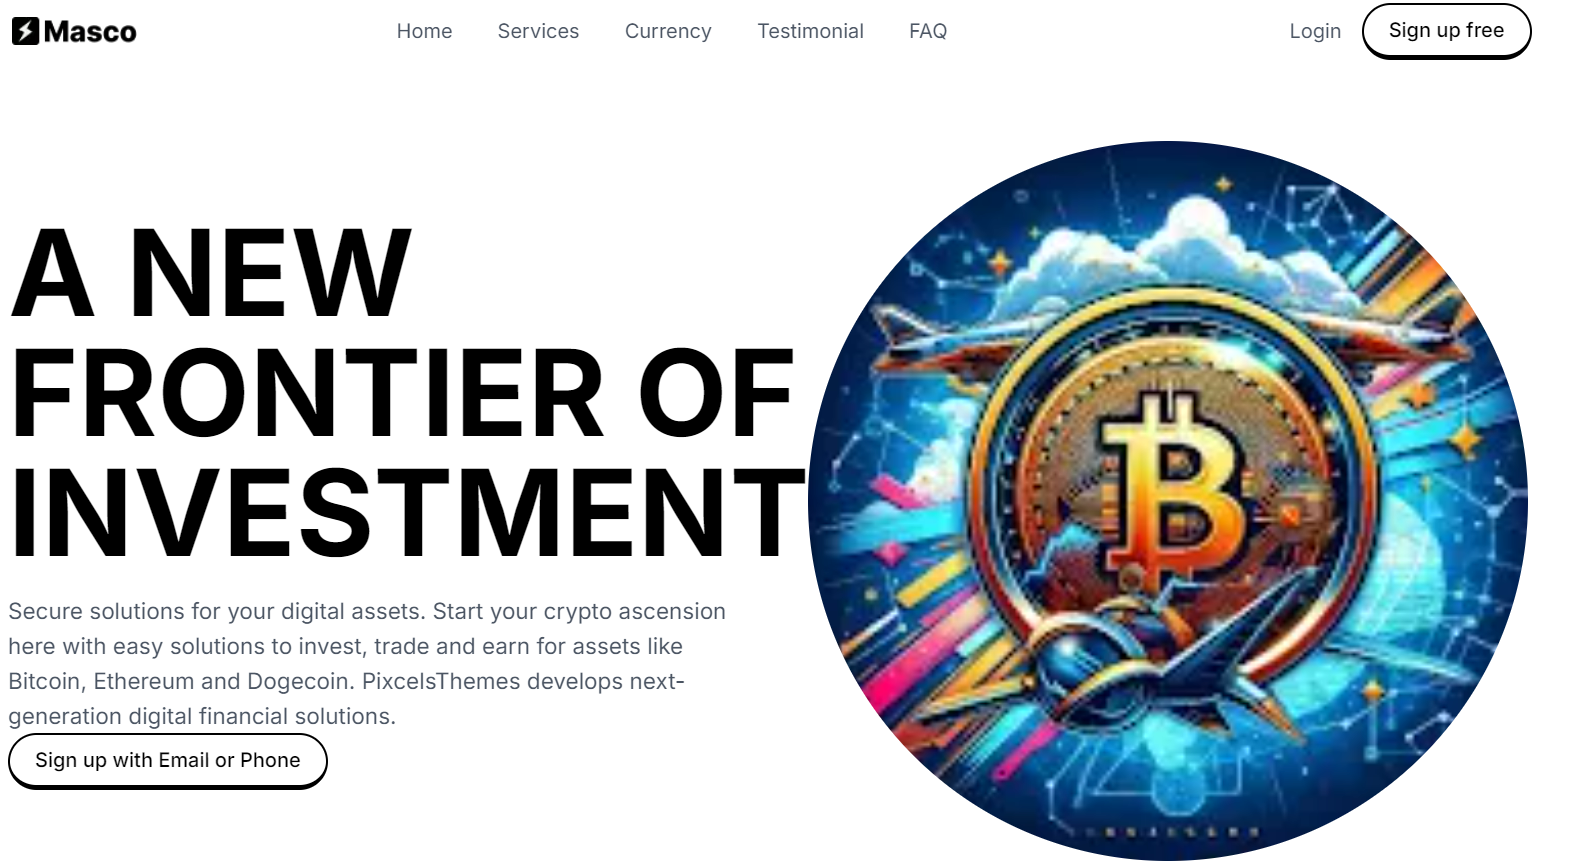 Masco
Home Services Currency Testimonial FAQ
Login Sign up free
A NEW
FRONTIER OF
INVESTMENT
Secure solutions for your digital assets. Start your crypto ascension
here with easy solutions to invest, trade and earn for assets like
Bitcoin, Ethereum and Dogecoin. PixcelsThemes develops next-
generation digital financial solutions.
Sign up with Email or Phone